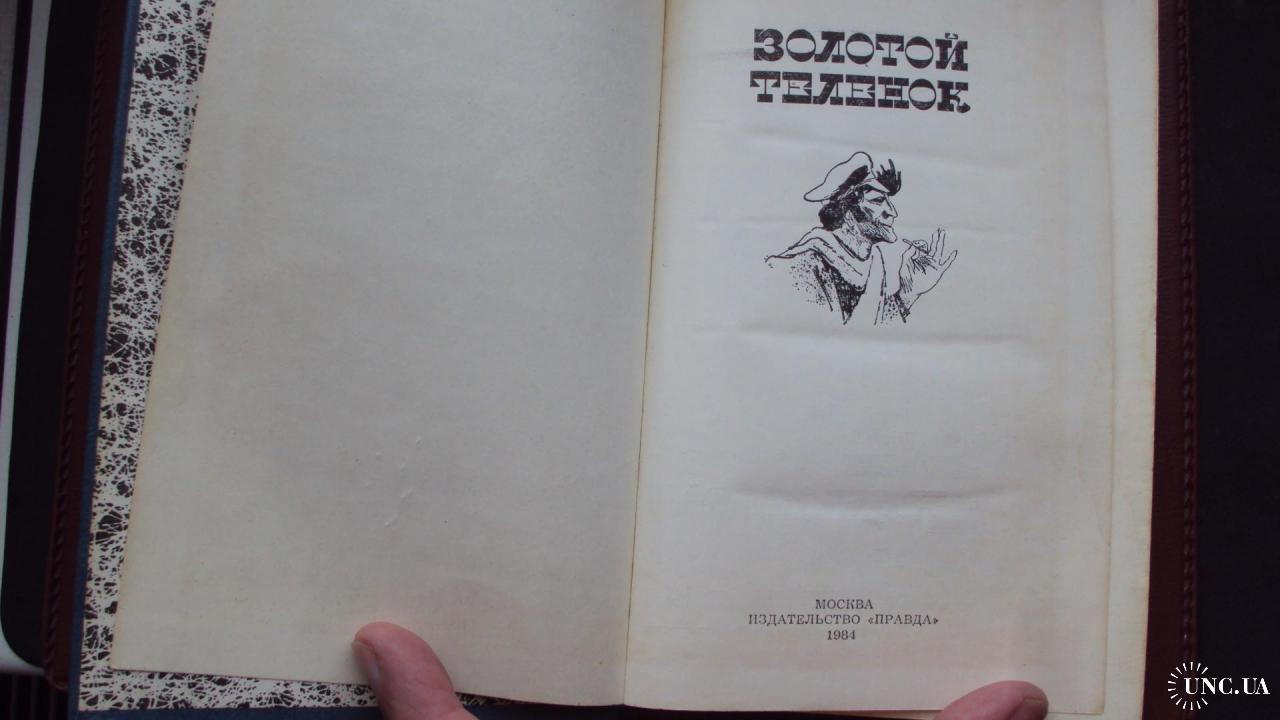 ЗОЛОТОЙ
ТЕЛЕНОК
МОСКВА
ИЗДАТЕЛЬСТВО «ПРАВДА»
1984
UNC.UA